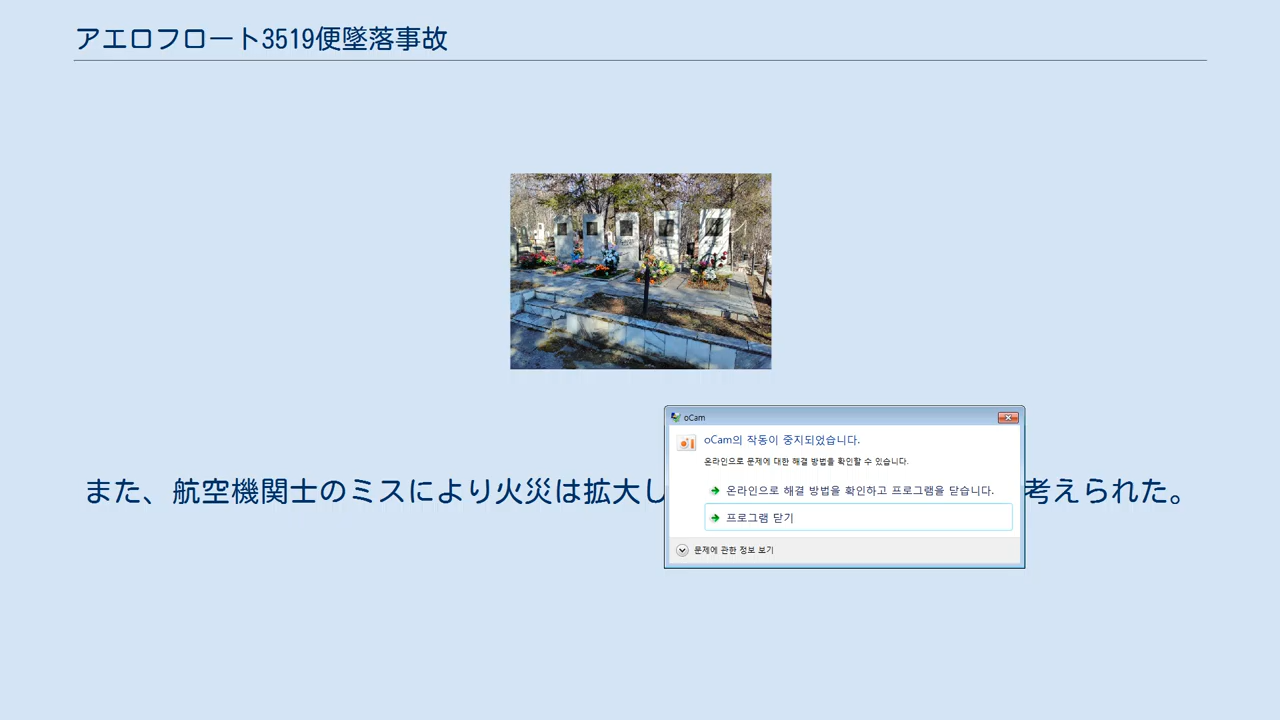 アエロフロート3519便墜落事故
oCam
oCam의 작동이 중지되었습니다.
온라인으로 문제에 대한 해결 방법을 확인할 수 있습니다.
また、航空機関士のミスにより火災は拡大し
考えられた。
온라인으로 해결 방법을 확인하고 프로그램을 닫습니다.
프로그램 닫기
문제에 관한 정보 보기